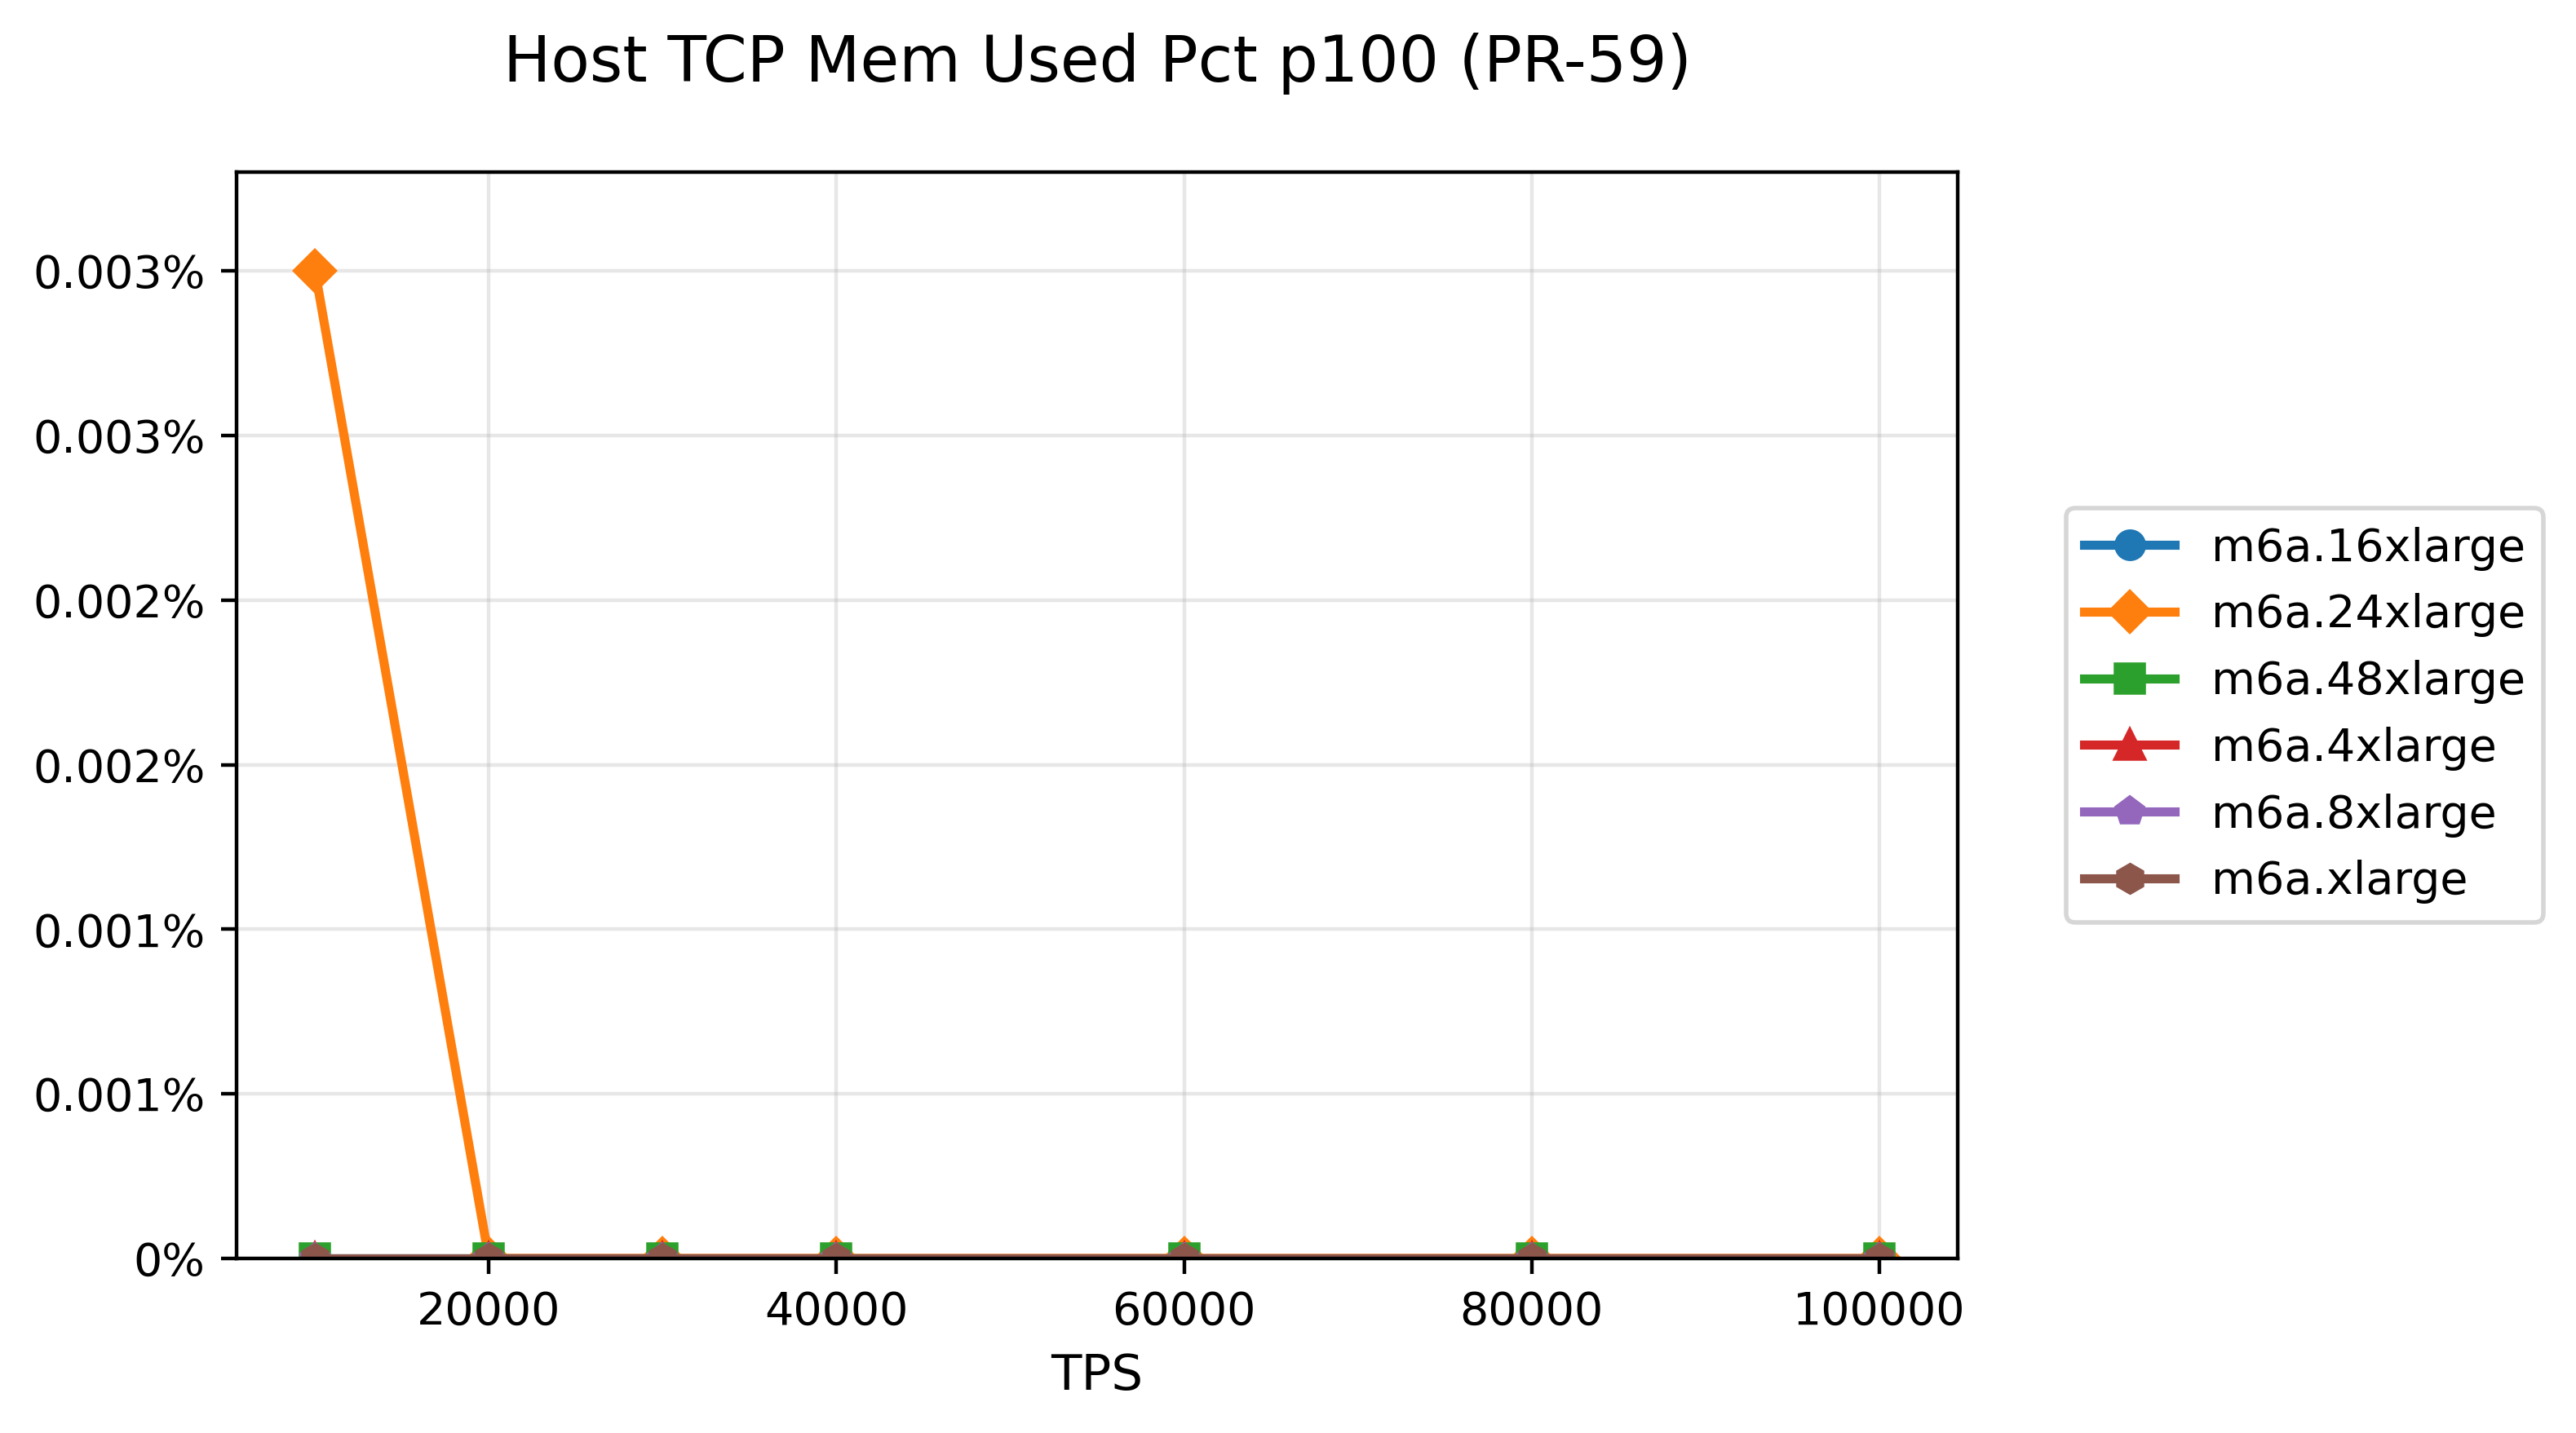 Host TCP Mem Used Pct p100 (PR-59)
0.003%
0.003%
0.002%
0.002%
0.001%
0.001%
0%
20000 40000 60000 80000 100000
TPS
m6a.16xlarge
m6a.24xlarge
m6a.48xlarge
m6a.4xlarge
m6a.8xlarge
m6a.xlarge